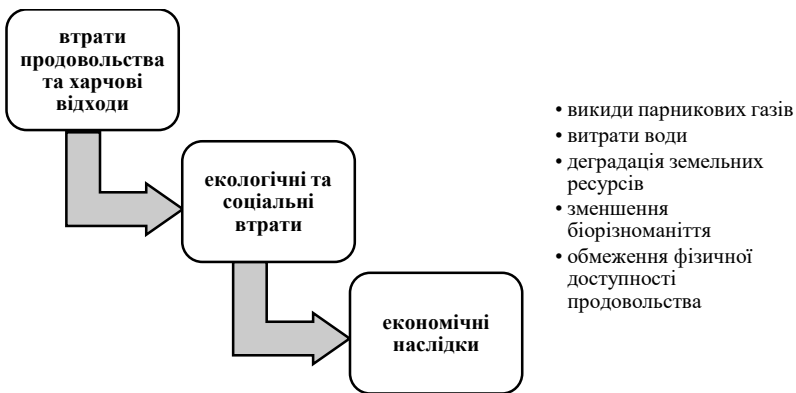 втрати
продовольства
та харчові
відходи
екологічні та
соціальні
втрати
• викиди парникових газів
• витрати води
• деградація земельних
ресурсів
• зменшення
біорізноманіття
• обмеження фізичної
доступності
продовольства
економічні
наслідки